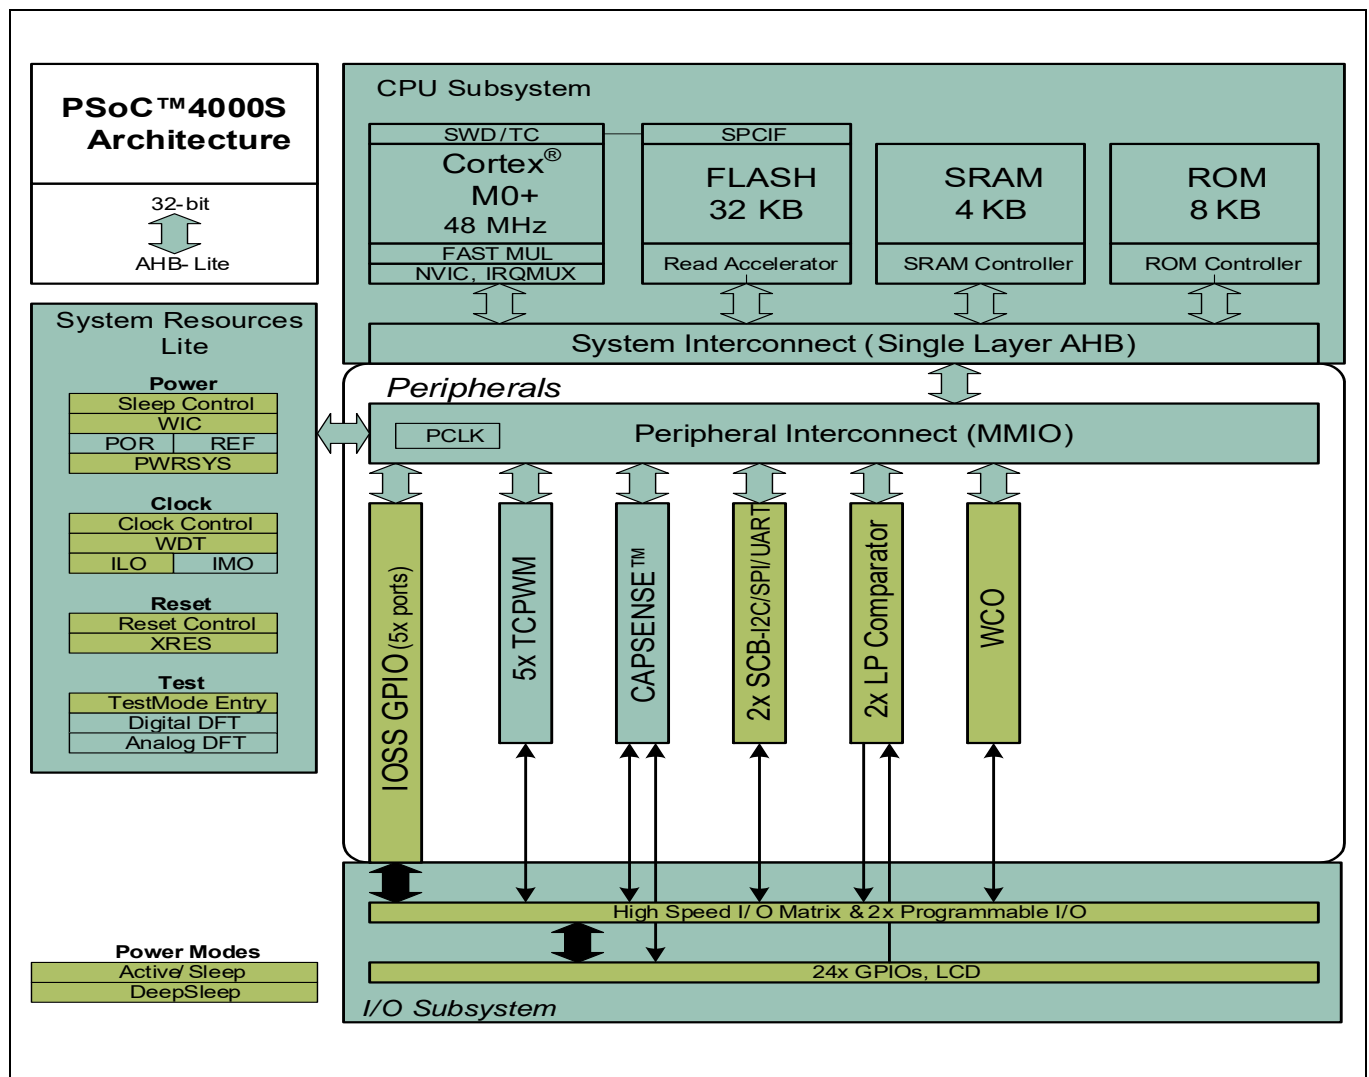 PSoC™4000S
Architecture
32-bit
AHB-Lite
CPU Subsystem
SWD/TC
Cortex®
M0+
48 MHz
FAST MUL
NVIC, IRQMUX
SPCIF
FLASH
32 KB
Read Accelerator
SRAM
4 KB
SRAM Controller
ROM
8 KB
ROM Controller
System Interconnect (Single Layer AHB)
System Resources
Lite
Power
Sleep Control
WIC
POR REF
PWRSYS
Clock
Clock Control
WDT
ILO IMO
Reset
Reset Control
XRES
Test
TestMode Entry
Digital DFT
Analog DFT
Peripherals
PCLK
Peripheral Interconnect (MMIO)
IOSS GPIO (5x ports)
5x TCPWM
CAPSENSE™
2x SCB-I2C/SPI/UART
2x LP Comparator
WCO
High Speed I/O Matrix & 2x Programmable I/O
24x GPIOs, LCD
I/O Subsystem
Power Modes
Active/Sleep
DeepSleep